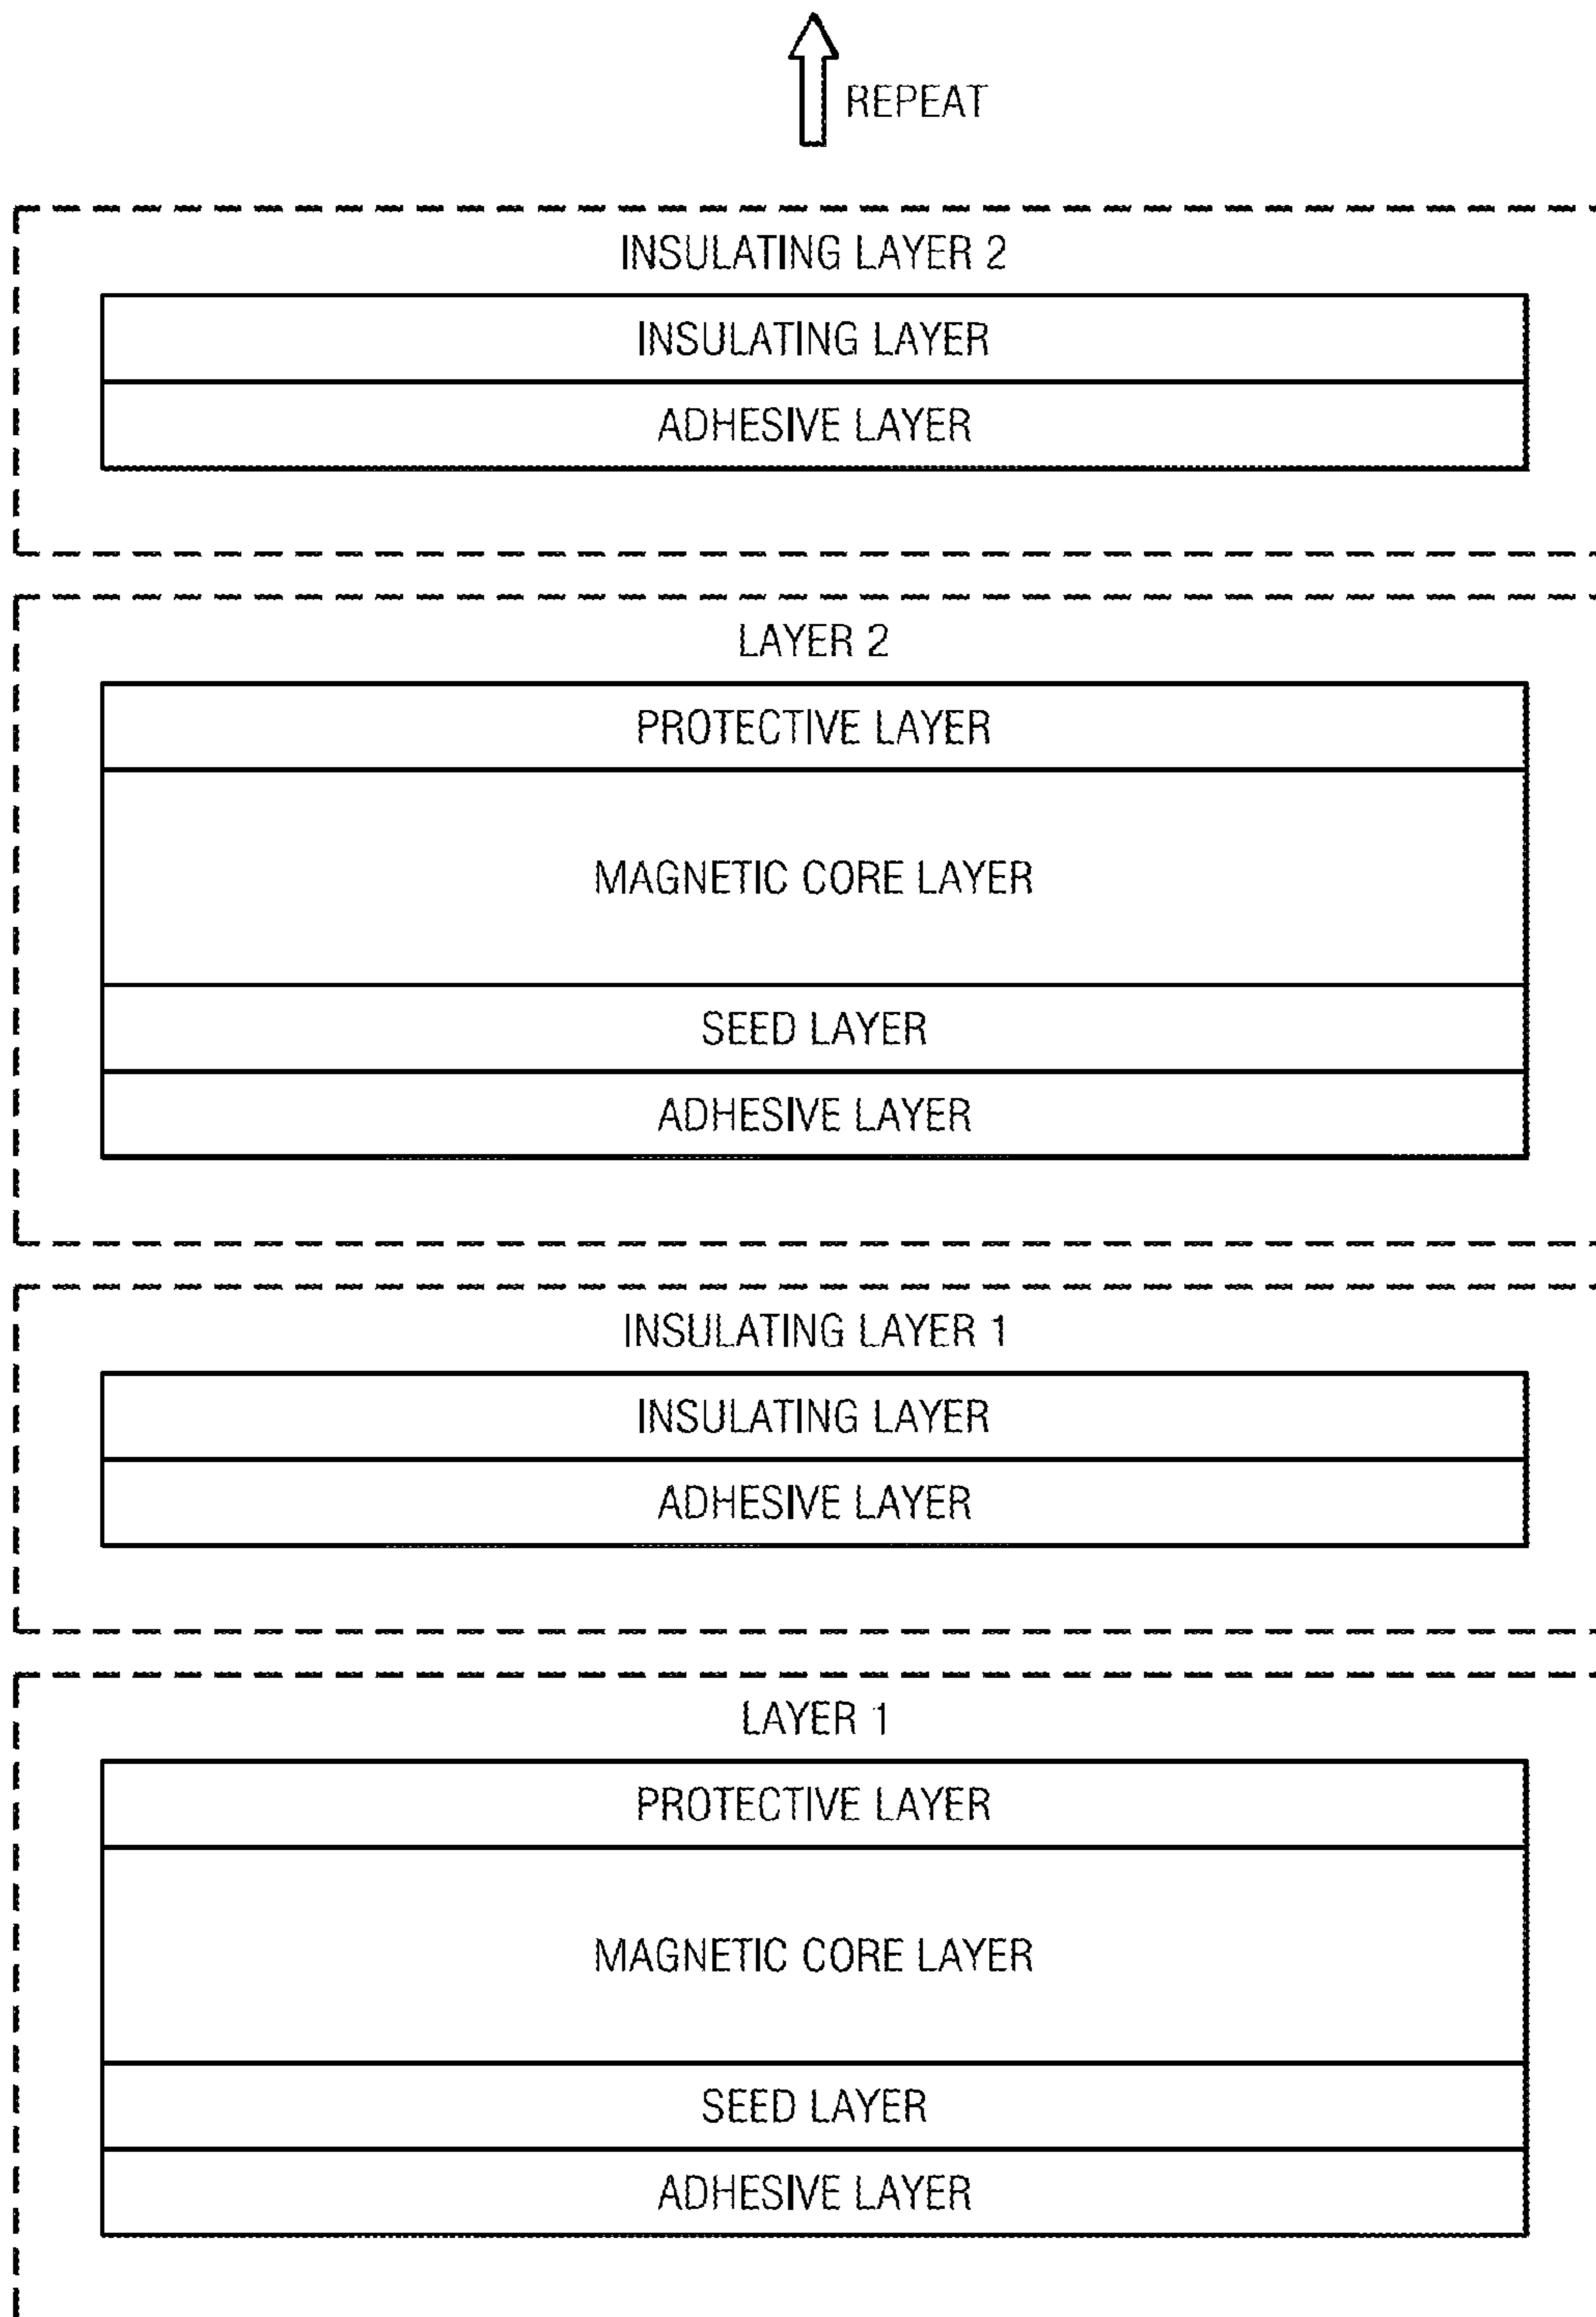 REPEAT
INSULATING LAYER 2
INSULATING LAYER
ADHESIVE LAYER
LAYER 2
PROTECTIVE LAYER
MAGNETIC CORE LAYER
SEED LAYER
ADHESIVE LAYER
INSULATING LAYER 1
INSULATING LAYER
ADHESIVE LAYER
LAYER 1
PROTECTIVE LAYER
MAGNETIC CORE LAYER
SEED LAYER
ADHESIVE LAYER